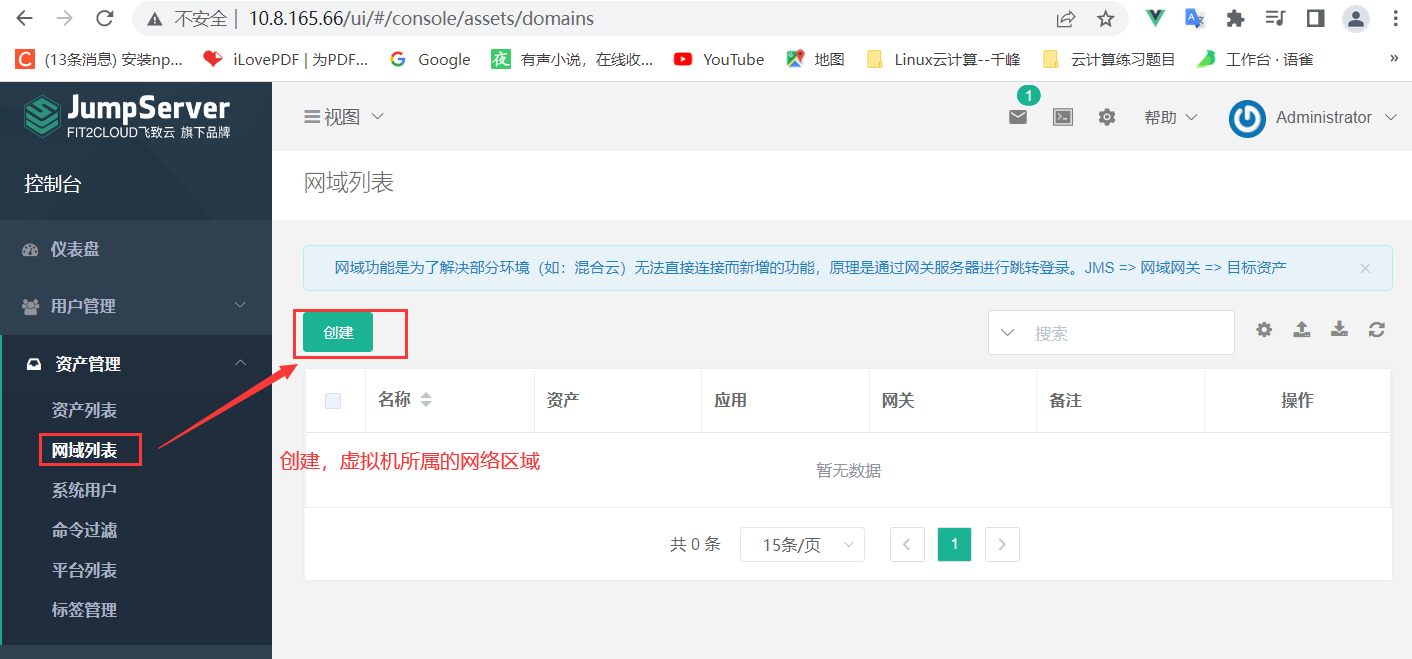 不安全 | 10.8.165.66/ui/#/console/assets/domains
(13条消息) 安装np... iLovePDF | 为PDF... Google 夜 有声小说，在线收... YouTube 地图 Linux云计算--千峰 云计算练习题目 工作台 · 语雀 »
JumpServer
FIT2CLOUD飞致云 旗下品牌
视图
1
帮助
Administrator
控制台
网域列表
仪表盘
用户管理
资产管理
资产列表
网域列表
系统用户
命令过滤
平台列表
标签管理
网域功能是为了解决部分环境（如：混合云）无法直接连接而新增的功能，原理是通过网关服务器进行跳转登录。JMS => 网域网关 => 目标资产
创建
搜索
名称 资产 应用 网关 备注 操作
创建，虚拟机所属的网络区域
暂无数据
共 0 条 15条/页 1